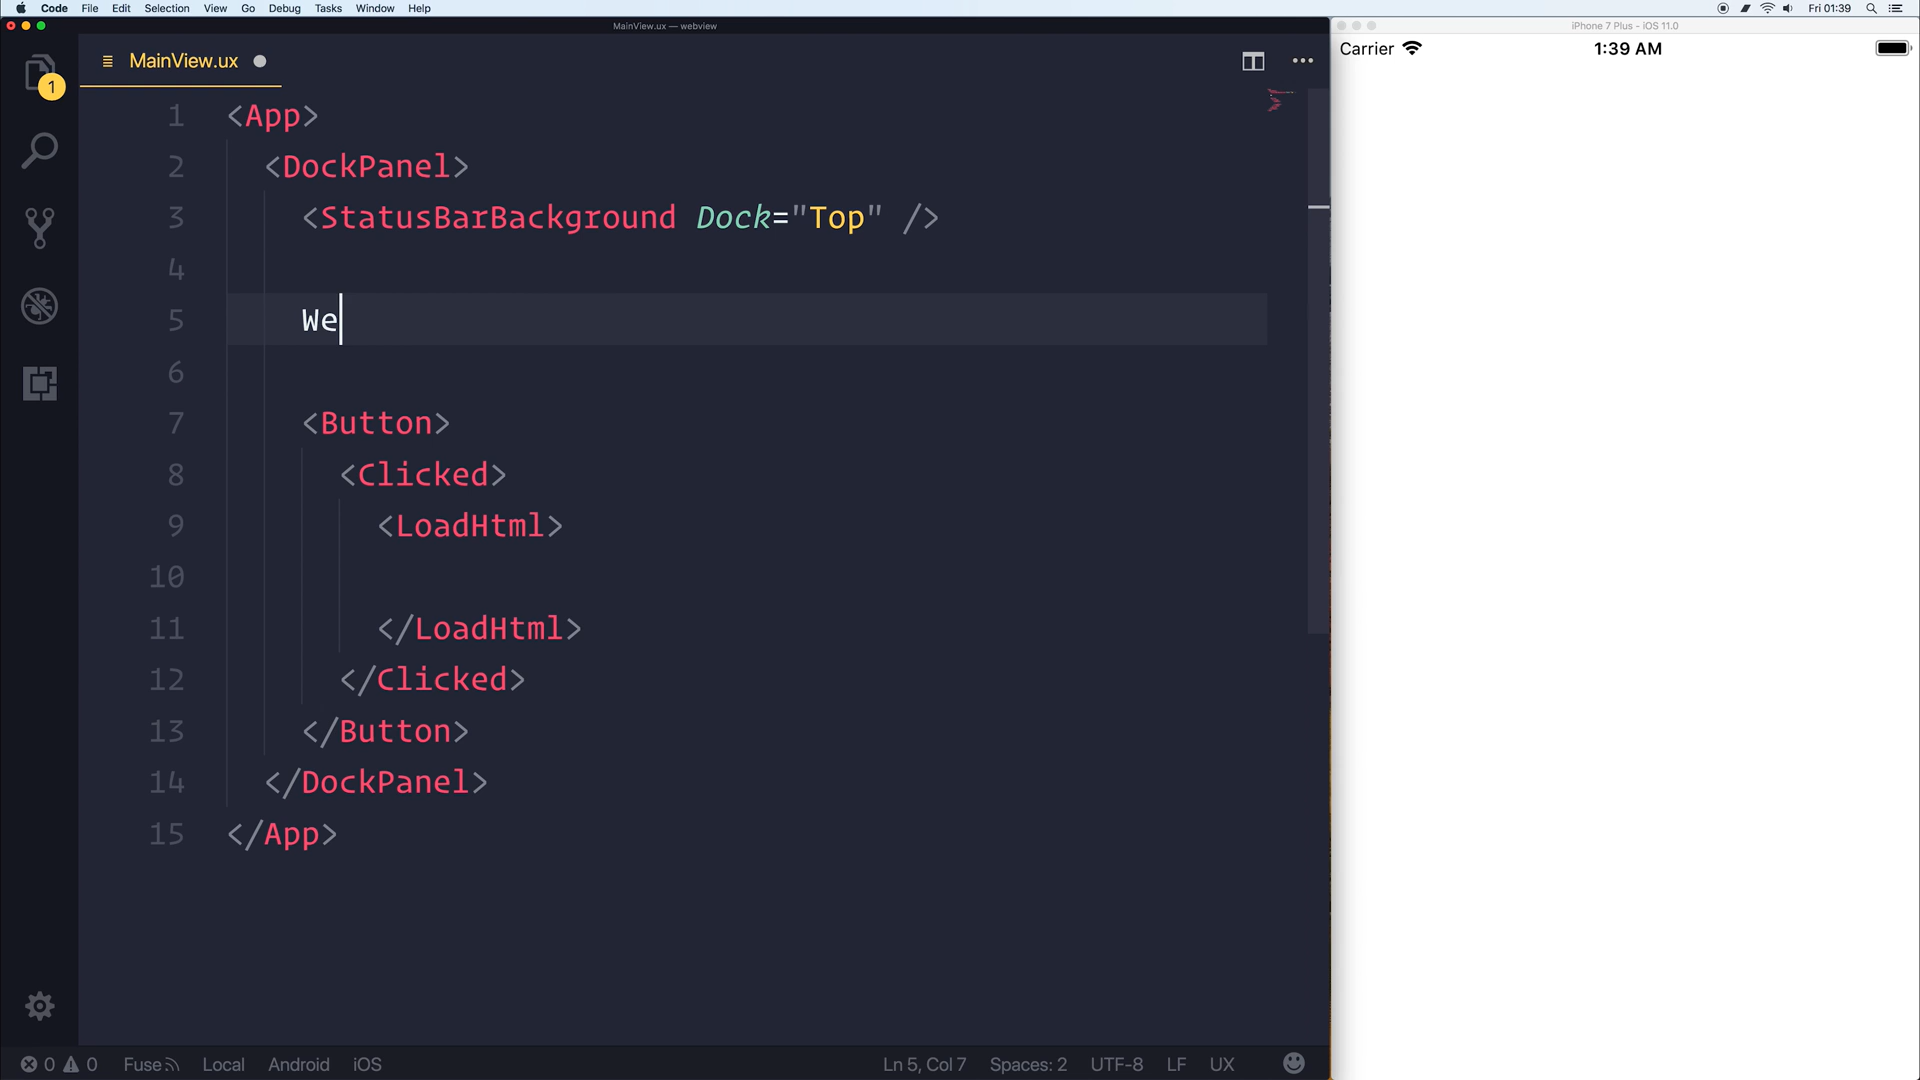 Code File Edit Selection View Go Debug Tasks Window Help Fri 01:39
MainView.ux — webview
iPhone 7 Plus - iOS 11.0
Carrier 1:39 AM
MainView.ux
1
1 <App>
2 <DockPanel>
3 <StatusBarBackground Dock="Top" />
4
5 We
6
7 <Button>
8 <Clicked>
9 <LoadHtml>
10
11 </LoadHtml>
12 </Clicked>
13 </Button>
14 </DockPanel>
15 </App>
0 0 Fuse Local Android iOS Ln 5, Col 7 Spaces: 2 UTF-8 LF UX